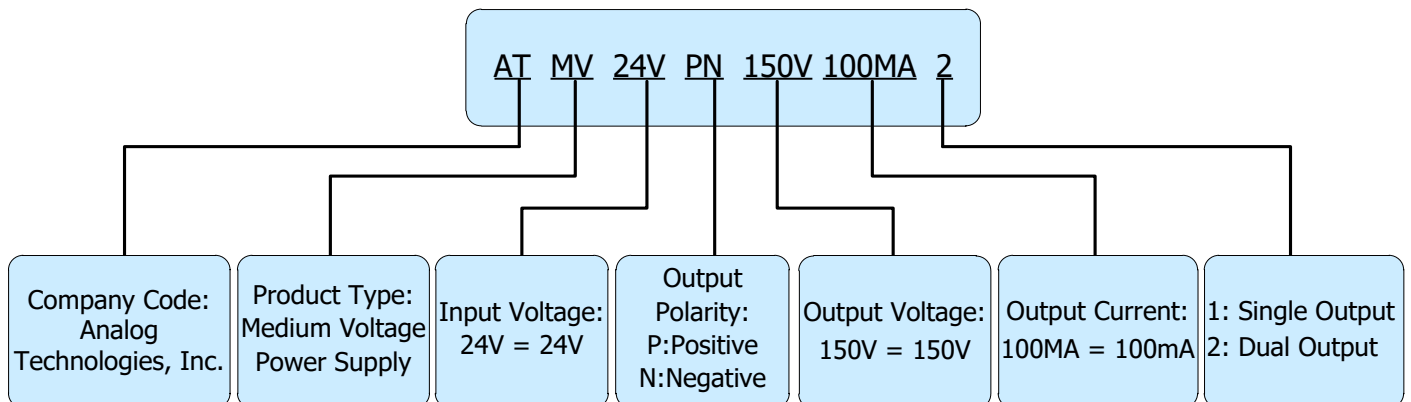 AT MV 24V PN 150V 100MA 2
Company Code:
Analog
Technologies, Inc.
Product Type:
Medium Voltage
Power Supply
Input Voltage:
24V = 24V
Output
Polarity:
P:Positive
N:Negative
Output Voltage:
150V = 150V
Output Current:
100MA = 100mA
1: Single Output
2: Dual Output